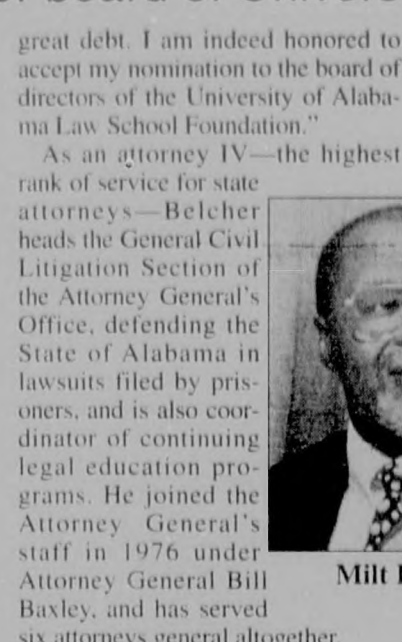 great debt. I am indeed honored to
accept my nomination to the board of
directors of the University of Alaba-
ma Law School Foundation."
As an attorney IV—the highest
rank of service for state
attorneys—Belcher
heads the General Civil
Litigation Section of
the Attorney General's
Office, defending the
State of Alabama in
lawsuits filed by pris-
oners, and is also coor-
dinator of continuing
legal education pro-
grams. He joined the
Attorney General's
staff in 1976 under
Attorney General Bill
Baxley, and has served
six attorneys general altogether
Milt